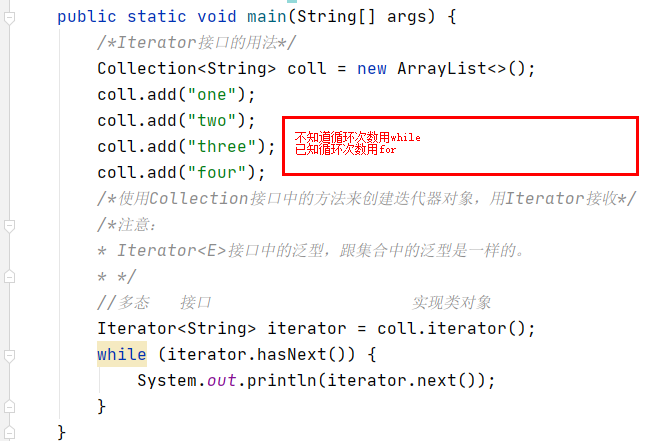 public static void main(String[] args) {
/*Iterator接口的用法*/
Collection<String> coll = new ArrayList<>();
coll.add("one");
coll.add("two");
coll.add("three");
coll.add("four");
不知道循环次数用while
已知循环次数用for
/*使用Collection接口中的方法来创建迭代器对象，用Iterator接收*/
/*注意：
* Iterator<E>接口中的泛型，跟集合中的泛型是一样的。
* */
//多态 接口 实现类对象
Iterator<String> iterator = coll.iterator();
while (iterator.hasNext()) {
System.out.println(iterator.next());
}
}